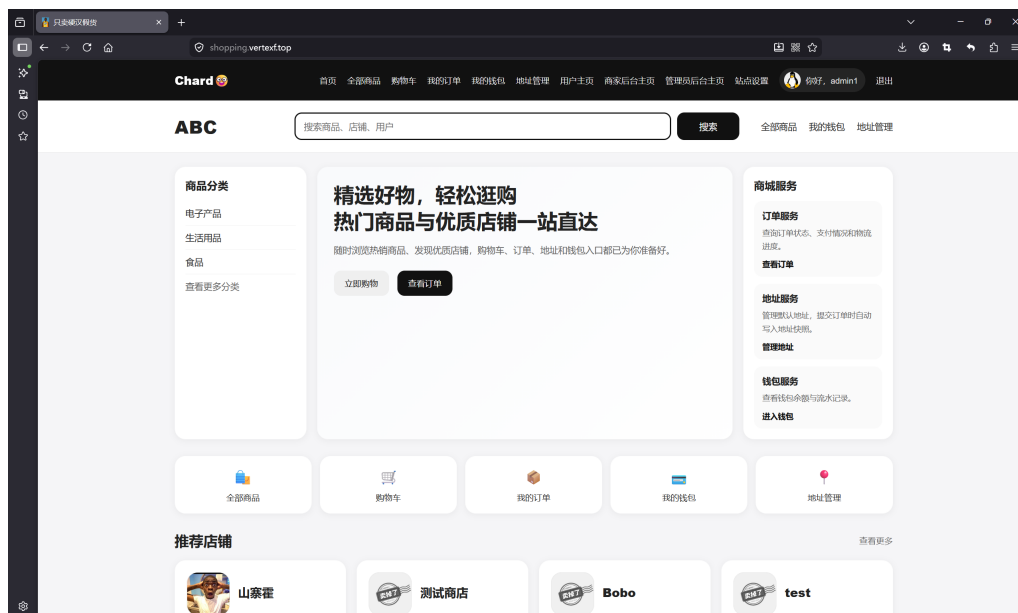 只卖硬汉假货
shopping.vertexf.top
Chard
首页 全部商品 购物车 我的订单 我的钱包 地址管理 用户主页 商家后台主页 管理员后台主页 站点设置 你好，admin1 退出
ABC
搜索商品、店铺、用户
搜索
全部商品 我的钱包 地址管理
商品分类
电子产品
生活用品
食品
查看更多分类
精选好物，轻松逛购
热门商品与优质店铺一站直达
随时浏览热销商品、发现优质店铺，购物车、订单、地址和钱包入口都已为你准备好。
立即购物 查看订单
商城服务
订单服务
查询订单状态、支付情况和物流
进度。
查看订单
地址服务
管理默认地址，提交订单时自动
写入地址快照。
管理地址
钱包服务
查看钱包余额与流水记录。
进入钱包
全部商品 购物车 我的订单 我的钱包 地址管理
推荐店铺
查看更多
山寨霍 测试商店 Bobo test